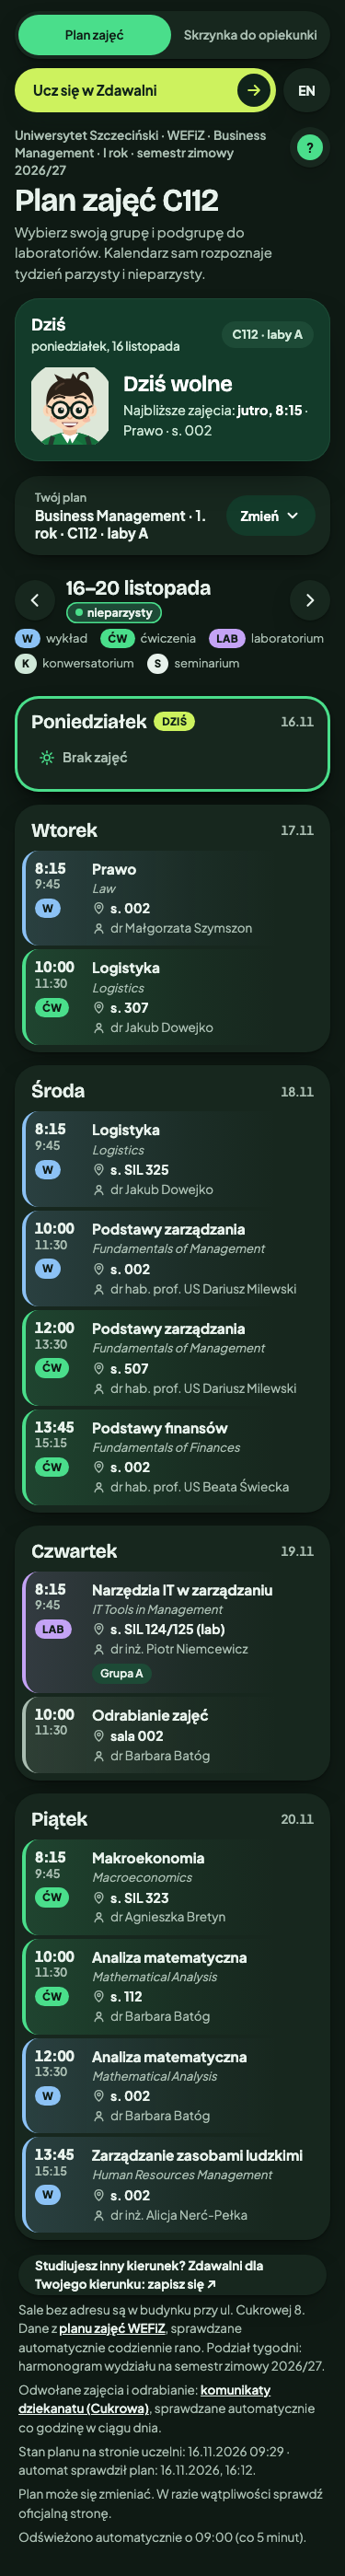 Plan zajęć
Skrzynka do opiekunki
Ucz się w Zdawalni
EN
Uniwersytet Szczeciński · WEFiZ · Business
Management · I rok · semestr zimowy
2026/27
?
Plan zajęć C112
Wybierz swoją grupę i podgrupę do
laboratoriów. Kalendarz sam rozpoznaje
tydzień parzysty i nieparzysty.
Dziś
poniedziałek, 16 listopada
C112 · laby A
Dziś wolne
Najbliższe zajęcia: jutro, 8:15 ·
Prawo · s. 002
Twój plan
Business Management · 1.
rok · C112 · laby A
Zmień
16–20 listopada
nieparzysty
W wykład ĆW ćwiczenia LAB laboratorium
K konwersatorium S seminarium
Poniedziałek DZIŚ 16.11
Brak zajęć
Wtorek 17.11
8:15 Prawo
9:45 Law
W s. 002
dr Małgorzata Szymszon
10:00 Logistyka
11:30 Logistics
ĆW s. 307
dr Jakub Dowejko
Środa 18.11
8:15 Logistyka
9:45 Logistics
W s. SIL 325
dr Jakub Dowejko
10:00 Podstawy zarządzania
11:30 Fundamentals of Management
W s. 002
dr hab. prof. US Dariusz Milewski
12:00 Podstawy zarządzania
13:30 Fundamentals of Management
ĆW s. 507
dr hab. prof. US Dariusz Milewski
13:45 Podstawy finansów
15:15 Fundamentals of Finances
ĆW s. 002
dr hab. prof. US Beata Świecka
Czwartek 19.11
8:15 Narzędzia IT w zarządzaniu
9:45 IT Tools in Management
LAB s. SIL 124/125 (lab)
dr inż. Piotr Niemcewicz
Grupa A
10:00 Odrabianie zajęć
11:30 sala 002
dr Barbara Batóg
Piątek 20.11
8:15 Makroekonomia
9:45 Macroeconomics
ĆW s. SIL 323
dr Agnieszka Bretyn
10:00 Analiza matematyczna
11:30 Mathematical Analysis
ĆW s. 112
dr Barbara Batóg
12:00 Analiza matematyczna
13:30 Mathematical Analysis
W s. 002
dr Barbara Batóg
13:45 Zarządzanie zasobami ludzkimi
15:15 Human Resources Management
W s. 002
dr inż. Alicja Nerć-Pełka
Studiujesz inny kierunek? Zdawalni dla
Twojego kierunku: zapisz się ↗
Sale bez adresu są w budynku przy ul. Cukrowej 8.
Dane z planu zajęć WEFiZ, sprawdzane
automatycznie codziennie rano. Podział tygodni:
harmonogram wydziału na semestr zimowy 2026/27.
Odwołane zajęcia i odrabianie: komunikaty
dziekanatu (Cukrowa), sprawdzane automatycznie
co godzinę w ciągu dnia.
Stan planu na stronie uczelni: 16.11.2026 09:29 ·
automat sprawdził plan: 16.11.2026, 16:12.
Plan może się zmieniać. W razie wątpliwości sprawdź
oficjalną stronę.
Odświeżono automatycznie o 09:00 (co 5 minut).